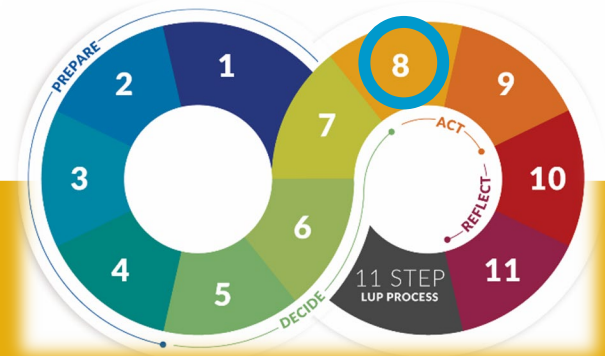 PREPARE
1
2
3
4
5
6
7
8
9
10
11
DECIDE
ACT
REFLECT
11 STEP
LUP PROCESS